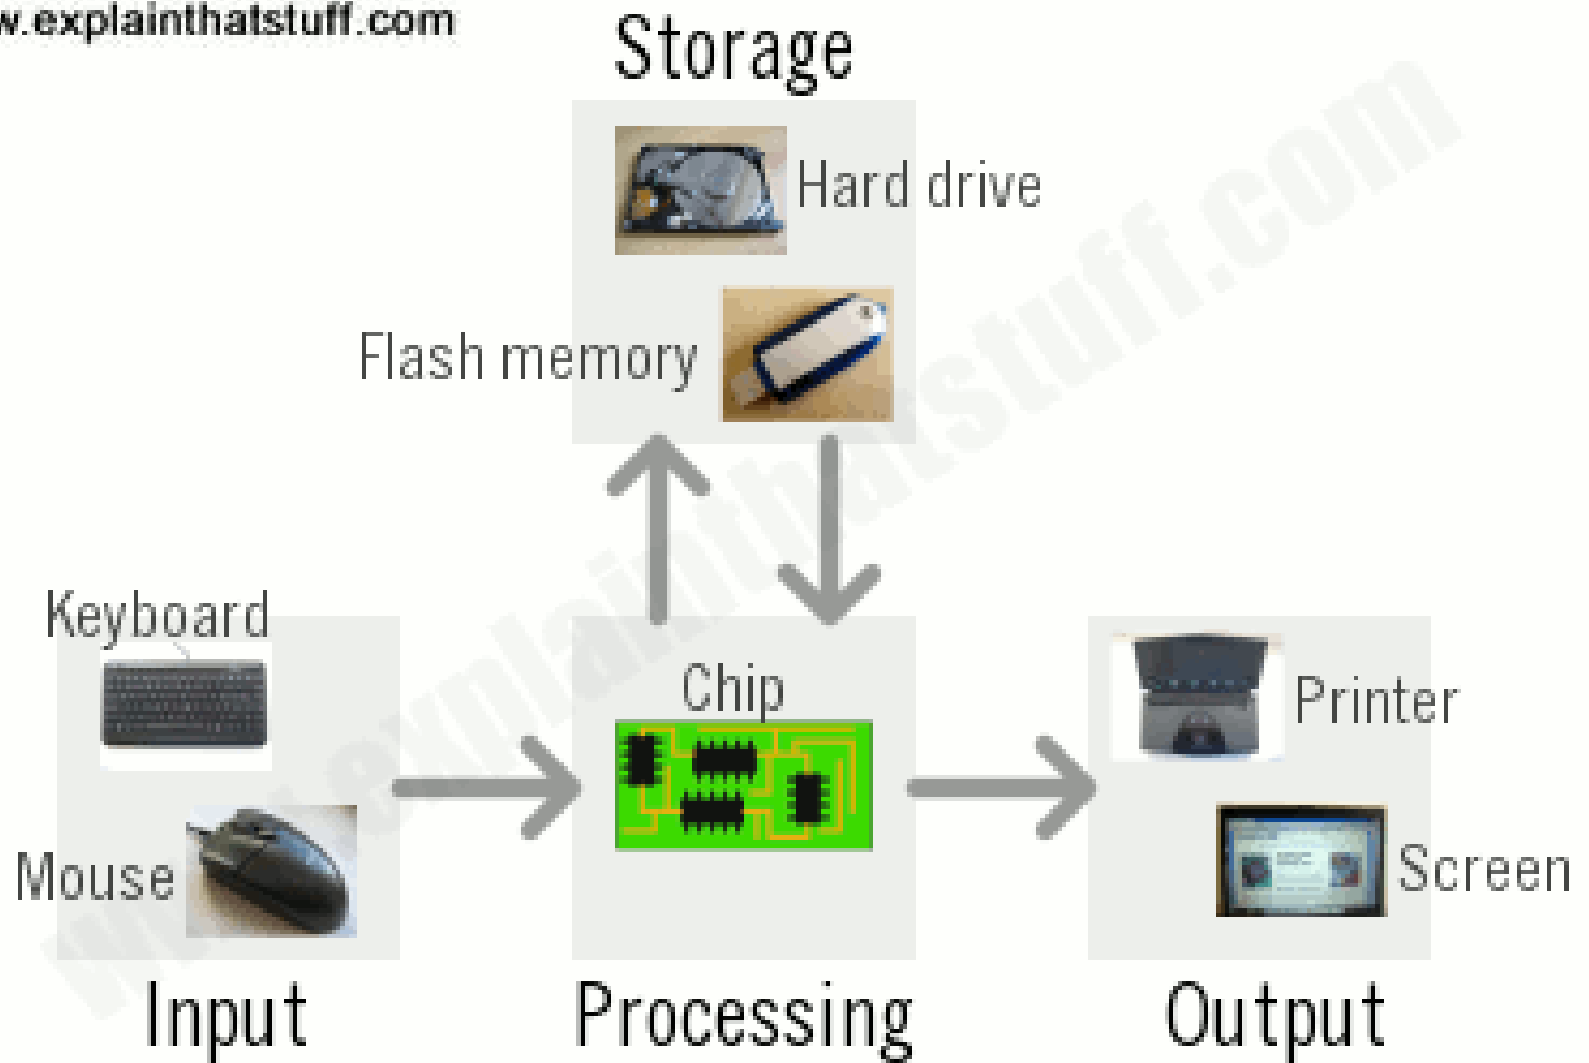 w.explainthatstuff.com
Storage
Hard drive
Flash memory
Keyboard
Mouse
Input
Chip
Processing
Printer
Screen
Output
www.explainthatstuff.com